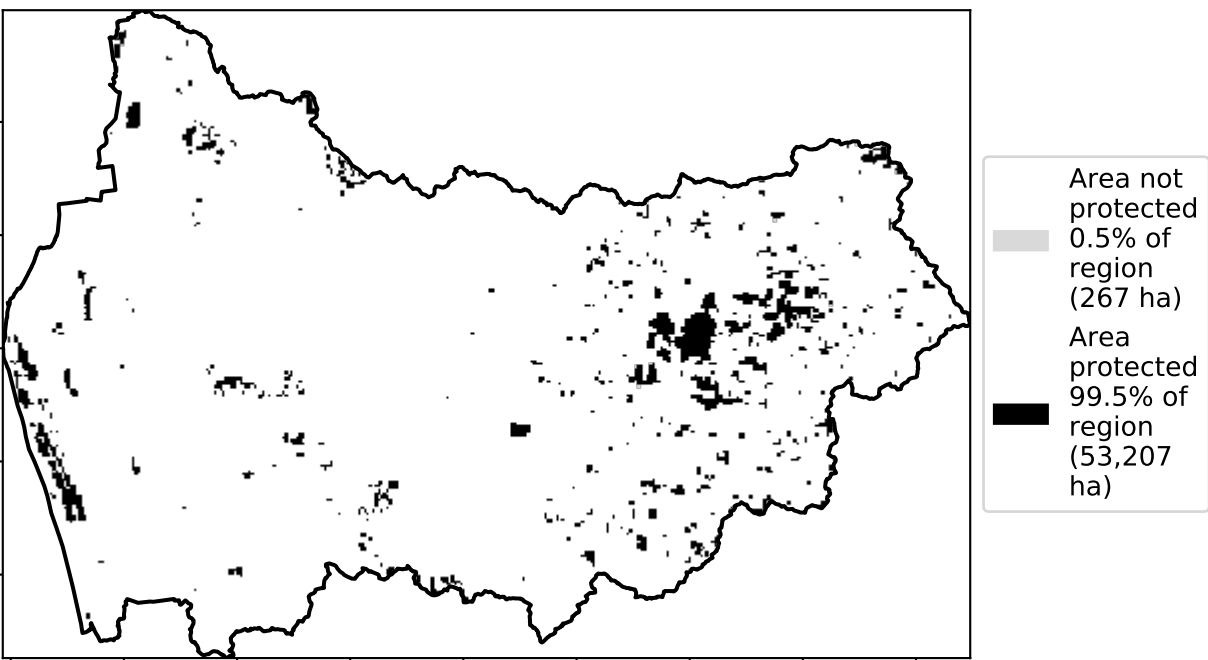 Area not
protected
0.5% of
region
(267 ha)
Area
protected
99.5% of
region
(53,207
ha)